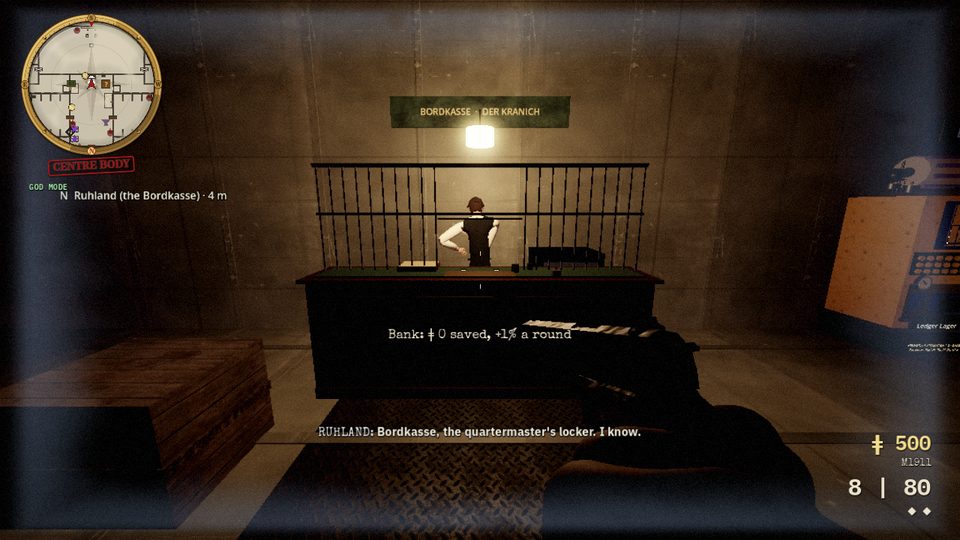 BORDKASSE · DER KRANICH
CENTRE BODY
GOD MODE
N Ruhland (the Bordkasse) · 4 m
Bank: ‡ 0 saved, +1% a round
Ledger Lager
RUHLAND: Bordkasse, the quartermaster's locker. I know.
‡ 500
M1911
8 | 80